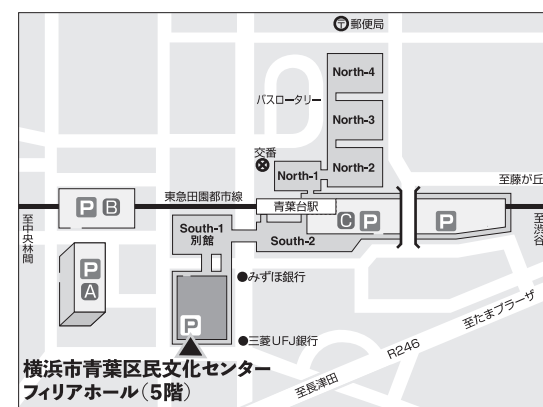 〒郵便局
North-4
バスロータリー
North-3
交番
North-1
North-2
至藤が丘
東急田園都市線
青葉台駅
至中央林間
P B
South-1
別館
South-2
C P
P
至渋谷
P
A
●みずほ銀行
至たまプラーザ
P
●三菱UFJ銀行
R246
横浜市青葉区民文化センター
フィリアホール（5階）
至長津田